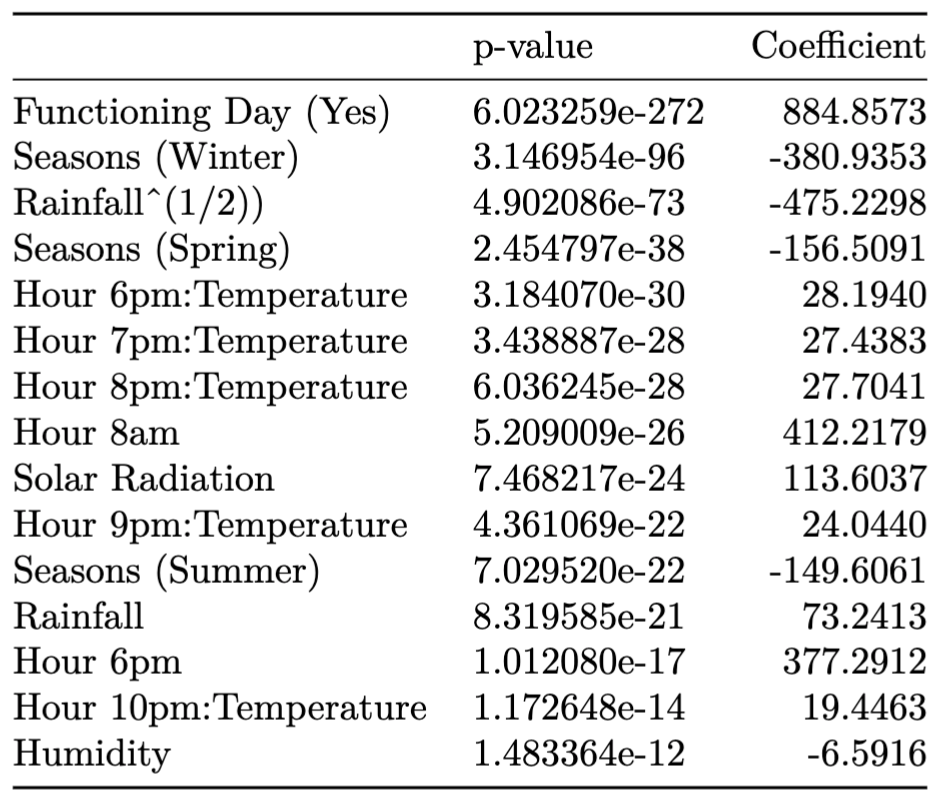 p-value Coefficient
Functioning Day (Yes) 6.023259e-272 884.8573
Seasons (Winter) 3.146954e-96 -380.9353
Rainfall^(1/2)) 4.902086e-73 -475.2298
Seasons (Spring) 2.454797e-38 -156.5091
Hour 6pm:Temperature 3.184070e-30 28.1940
Hour 7pm:Temperature 3.438887e-28 27.4383
Hour 8pm:Temperature 6.036245e-28 27.7041
Hour 8am 5.209009e-26 412.2179
Solar Radiation 7.468217e-24 113.6037
Hour 9pm:Temperature 4.361069e-22 24.0440
Seasons (Summer) 7.029520e-22 -149.6061
Rainfall 8.319585e-21 73.2413
Hour 6pm 1.012080e-17 377.2912
Hour 10pm:Temperature 1.172648e-14 19.4463
Humidity 1.483364e-12 -6.5916